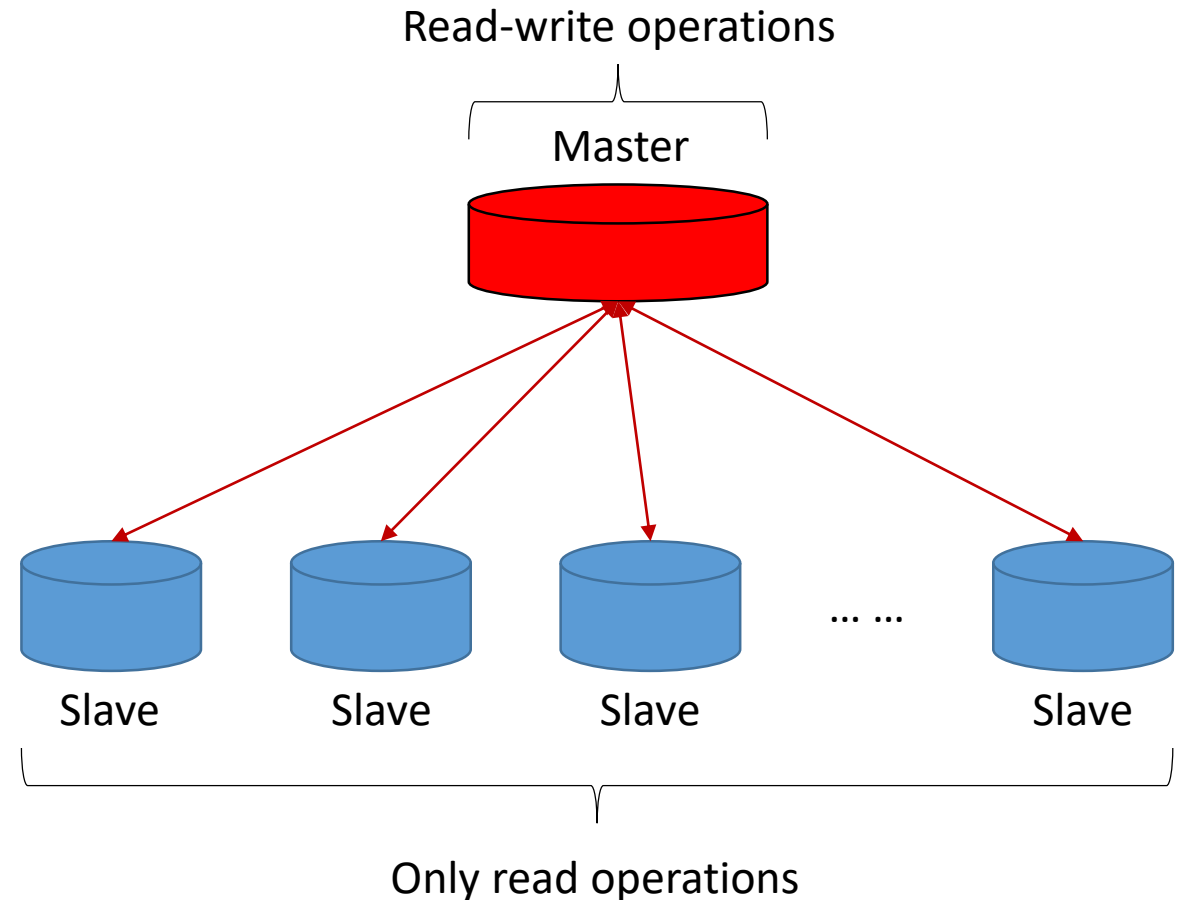 Read-write operations
Master
... ...
Slave Slave Slave Slave
Only read operations